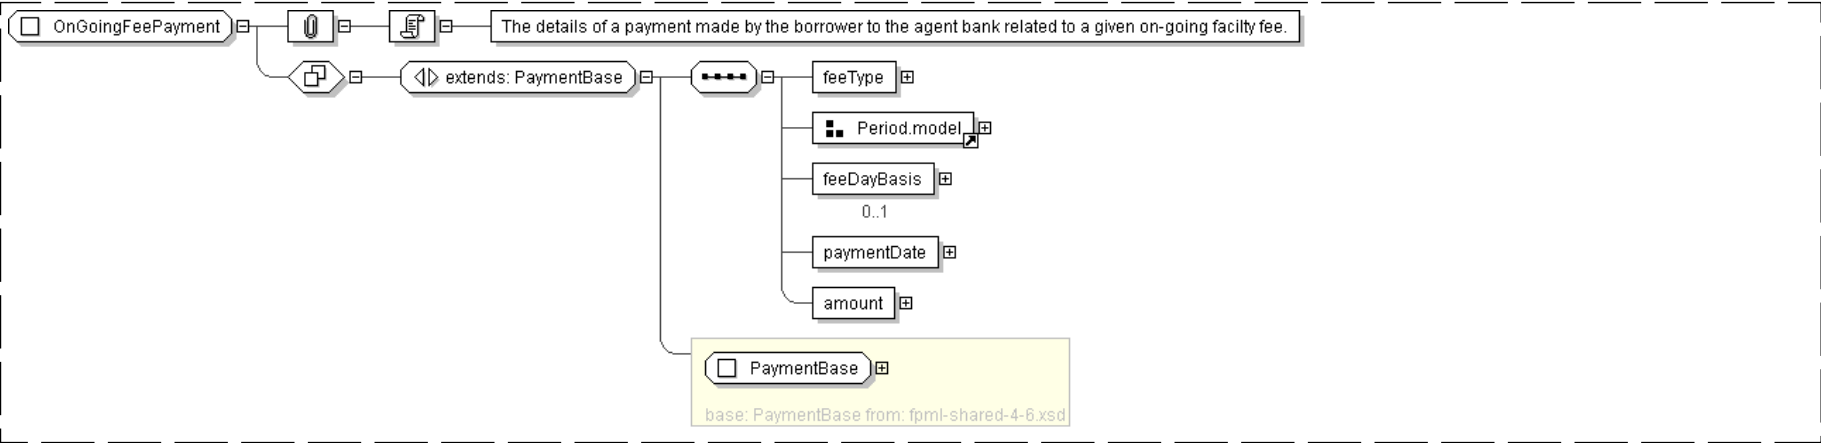 OnGoingFeePayment
The details of a payment made by the borrower to the agent bank related to a given on-going facilty fee.
extends: PaymentBase
feeType
Period.model
feeDayBasis
0..1
paymentDate
amount
PaymentBase
base: PaymentBase from: fpml-shared-4-6.xsd